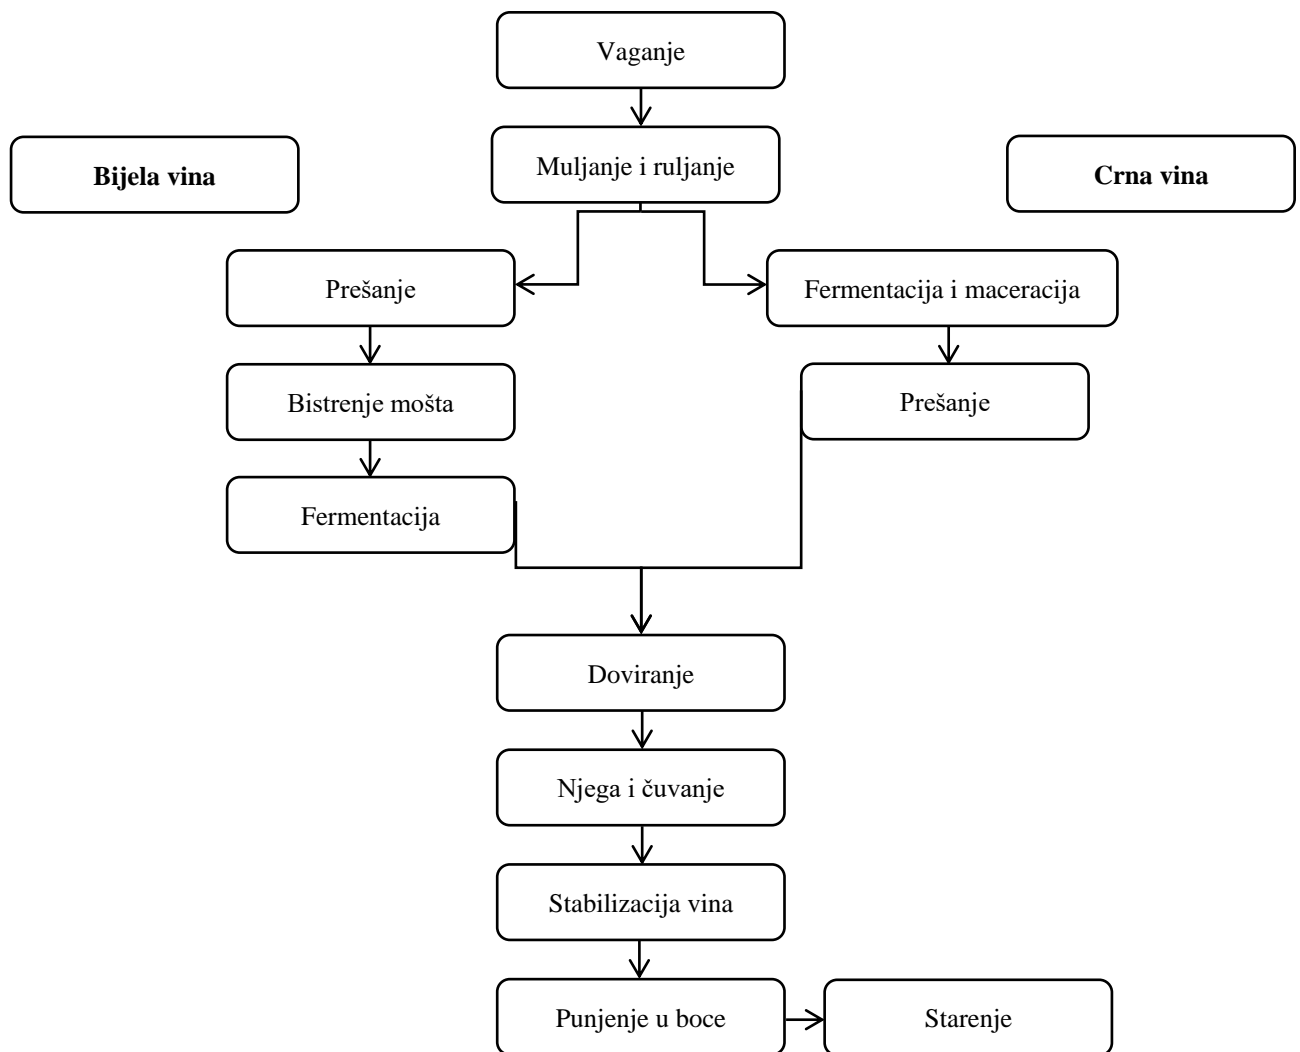 Vaganje
Muljanje i ruljanje
Bijela vina
Crna vina
Prešanje
Fermentacija i maceracija
Bistrenje mošta
Prešanje
Fermentacija
Doviranje
Njega i čuvanje
Stabilizacija vina
Punjenje u boce
Starenje